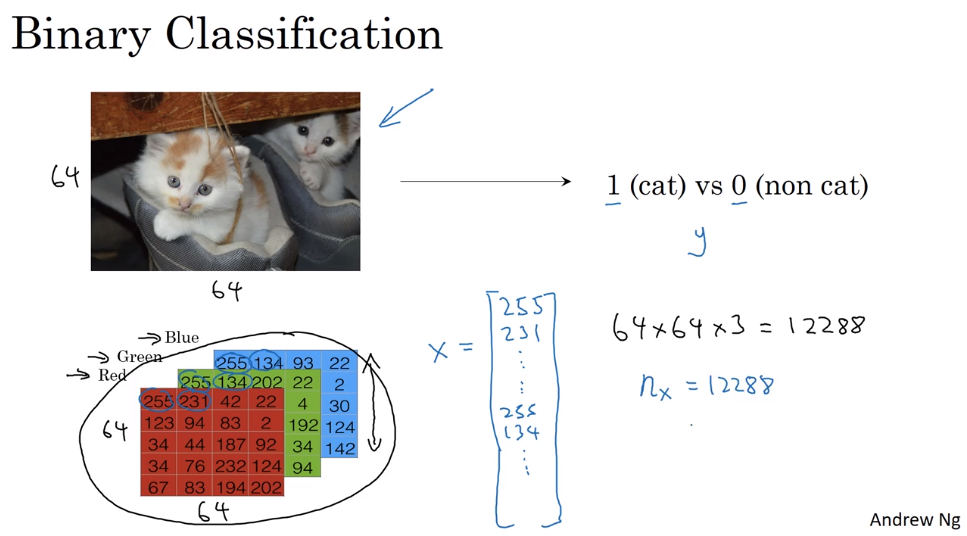 Binary Classification
64
64
1 (cat) vs 0 (non cat)
y
Blue
Green
Red
255 134 93 22
255 134 202 22 2
255 231 42 22 4 30
123 94 83 2 192 124
34 44 187 92 34 142
34 76 232 124 94
67 83 194 202
64
64
x =
255
231
⋮
⋮
255
134
⋮
64×64×3 = 12288
nx = 12288
Andrew Ng